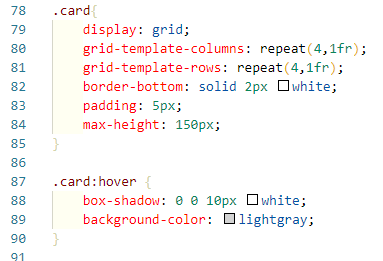 78 .card{
79 display: grid;
80 grid-template-columns: repeat(4,1fr);
81 grid-template-rows: repeat(4,1fr);
82 border-bottom: solid 2px white;
83 padding: 5px;
84 max-height: 150px;
85 }
86
87 .card:hover {
88 box-shadow: 0 0 10px white;
89 background-color: lightgray;
90 }
91